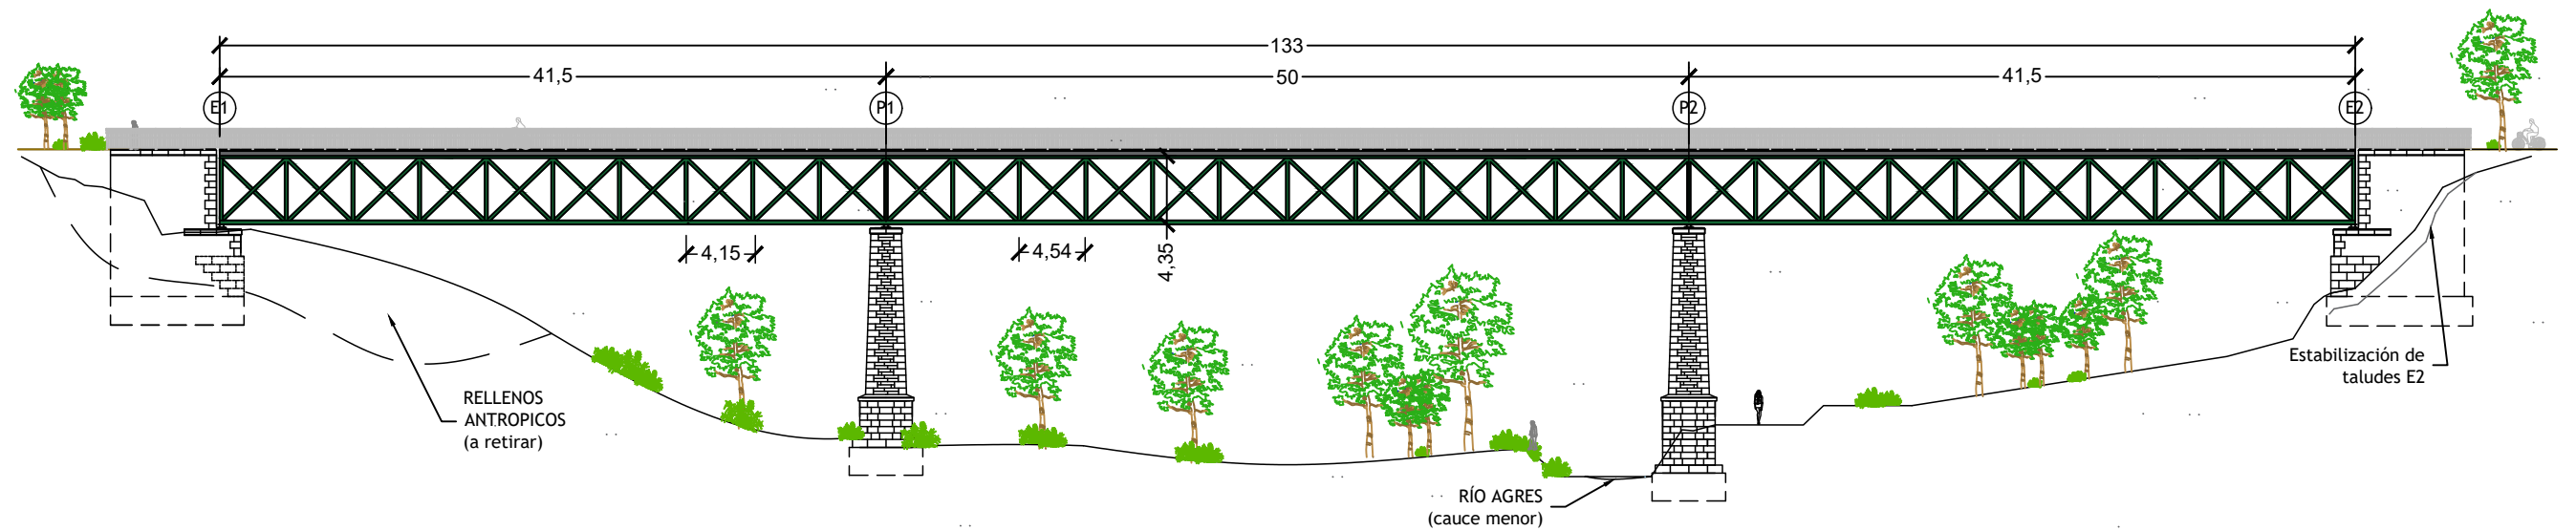 133
41,5
50
41,5
E1
P1
P2
E2
4,15
4,54
4,35
RELLENOS
ANTROPICOS
(a retirar)
Estabilización de
taludes E2
RÍO AGRES
(cauce menor)